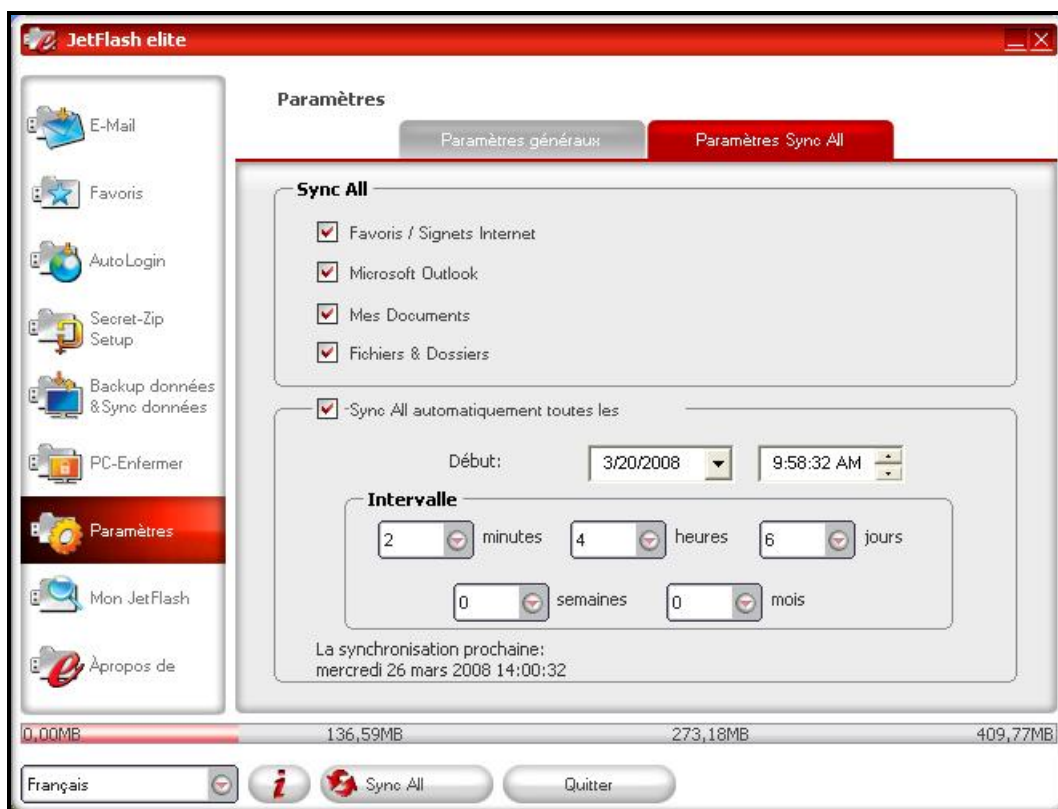 JetFlash elite
E-Mail
Favoris
AutoLogin
Secret-Zip
Setup
Backup données
&Sync données
PC-Enfermer
Paramètres
Mon JetFlash
Àpropos de
Paramètres
Paramètres généraux
Paramètres Sync All
Sync All
Favoris / Signets Internet
Microsoft Outlook
Mes Documents
Fichiers & Dossiers
-Sync All automatiquement toutes les
Début: 3/20/2008 9:58:32 AM
Intervalle
2 minutes 4 heures 6 jours
0 semaines 0 mois
La synchronisation prochaine:
mercredi 26 mars 2008 14:00:32
0,00MB 136,59MB 273,18MB 409,77MB
Français i Sync All Quitter